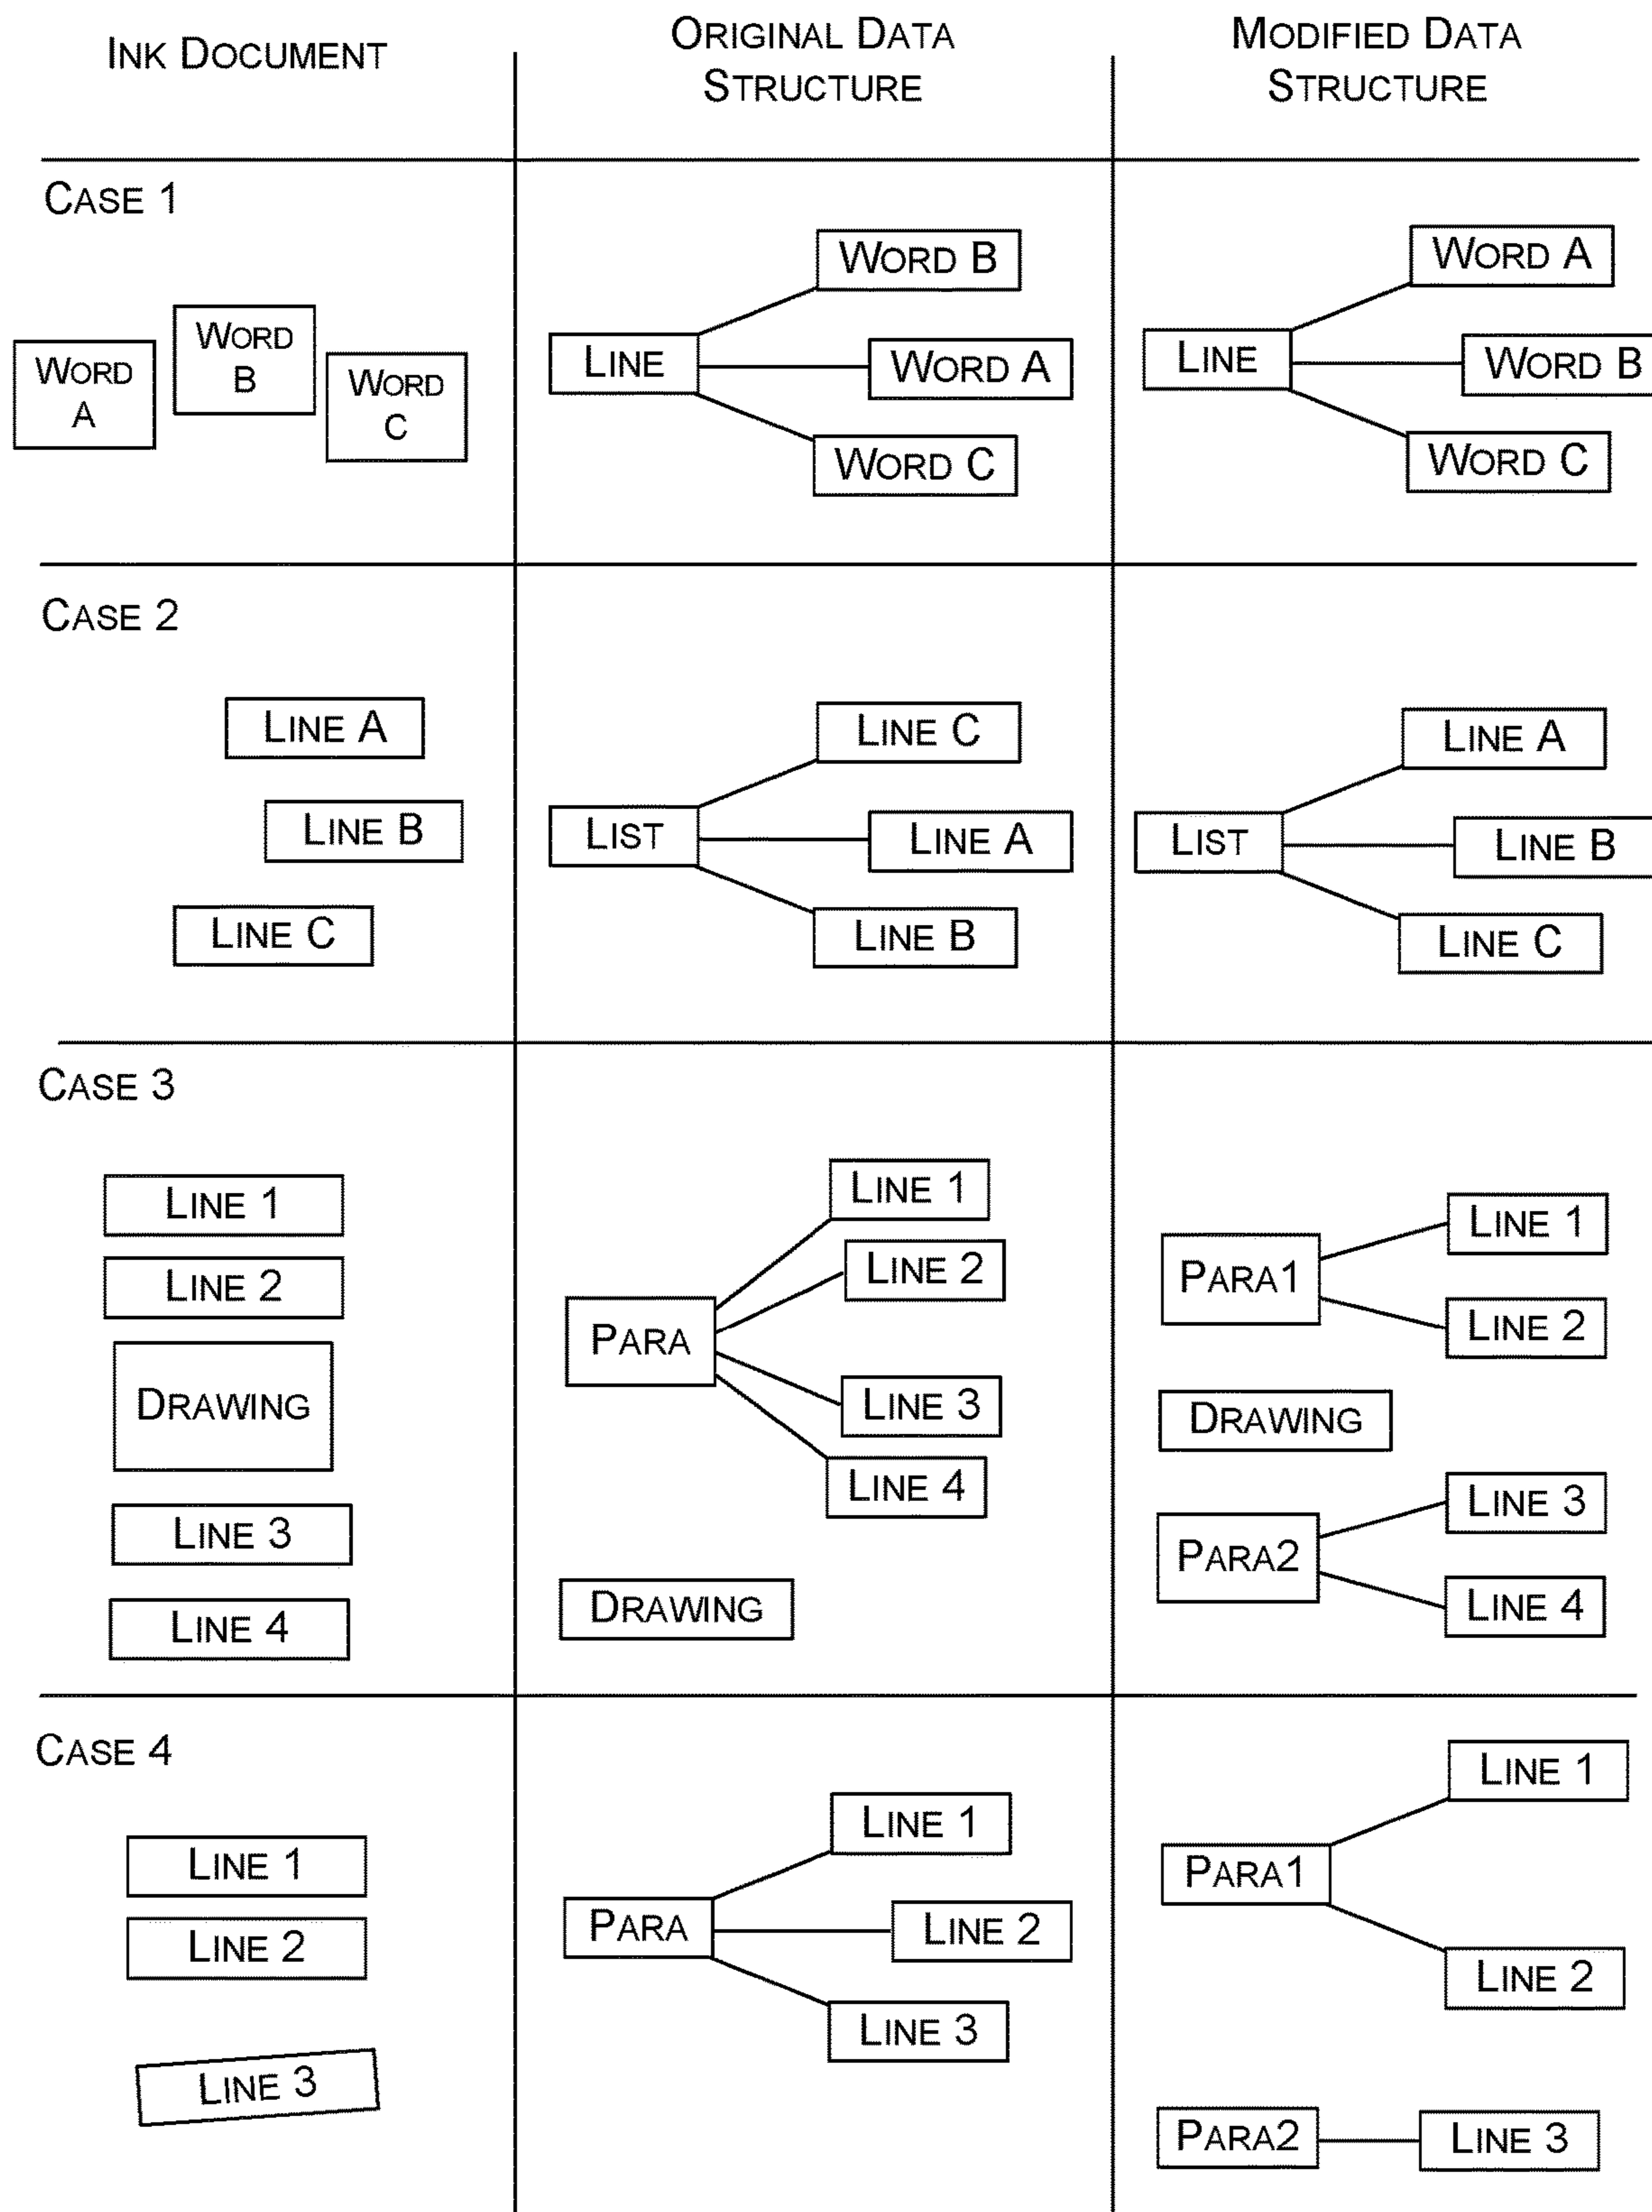 INK DOCUMENT
ORIGINAL DATA
STRUCTURE
MODIFIED DATA
STRUCTURE
CASE 1
WORD
A
WORD
B
WORD
C
LINE
WORD B
WORD A
WORD C
LINE
WORD A
WORD B
WORD C
CASE 2
LINE A
LINE B
LINE C
LIST
LINE C
LINE A
LINE B
LIST
LINE A
LINE B
LINE C
CASE 3
LINE 1
LINE 2
DRAWING
LINE 3
LINE 4
PARA
LINE 1
LINE 2
LINE 3
LINE 4
DRAWING
PARA1
LINE 1
LINE 2
DRAWING
PARA2
LINE 3
LINE 4
CASE 4
LINE 1
LINE 2
LINE 3
PARA
LINE 1
LINE 2
LINE 3
PARA1
LINE 1
LINE 2
PARA2
LINE 3